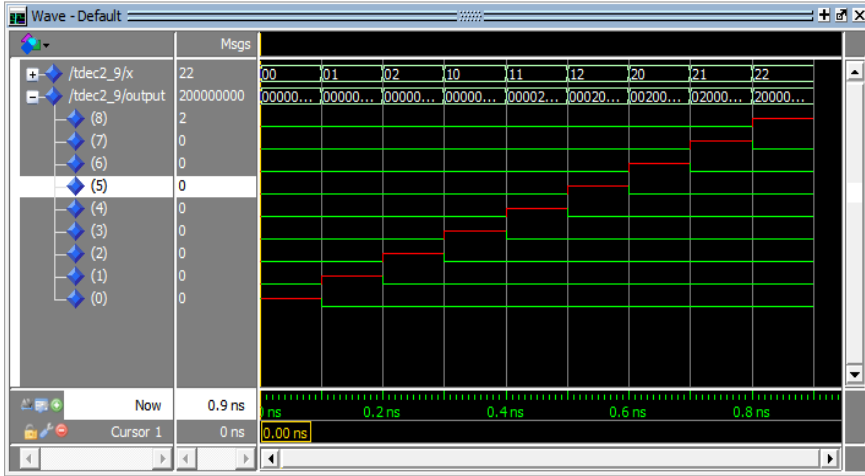 Wave - Default
Msgs
/tdec2_9/x 22 00 01 02 10 11 12 20 21 22
/tdec2_9/output 200000000 00000... 00000... 00000... 00000... 00002... 00020... 00200... 02000... 20000...
(8) 2
(7) 0
(6) 0
(5) 0
(4) 0
(3) 0
(2) 0
(1) 0
(0) 0
Now 0.9 ns ns 0.2 ns 0.4 ns 0.6 ns 0.8 ns
Cursor 1 0 ns 0.00 ns